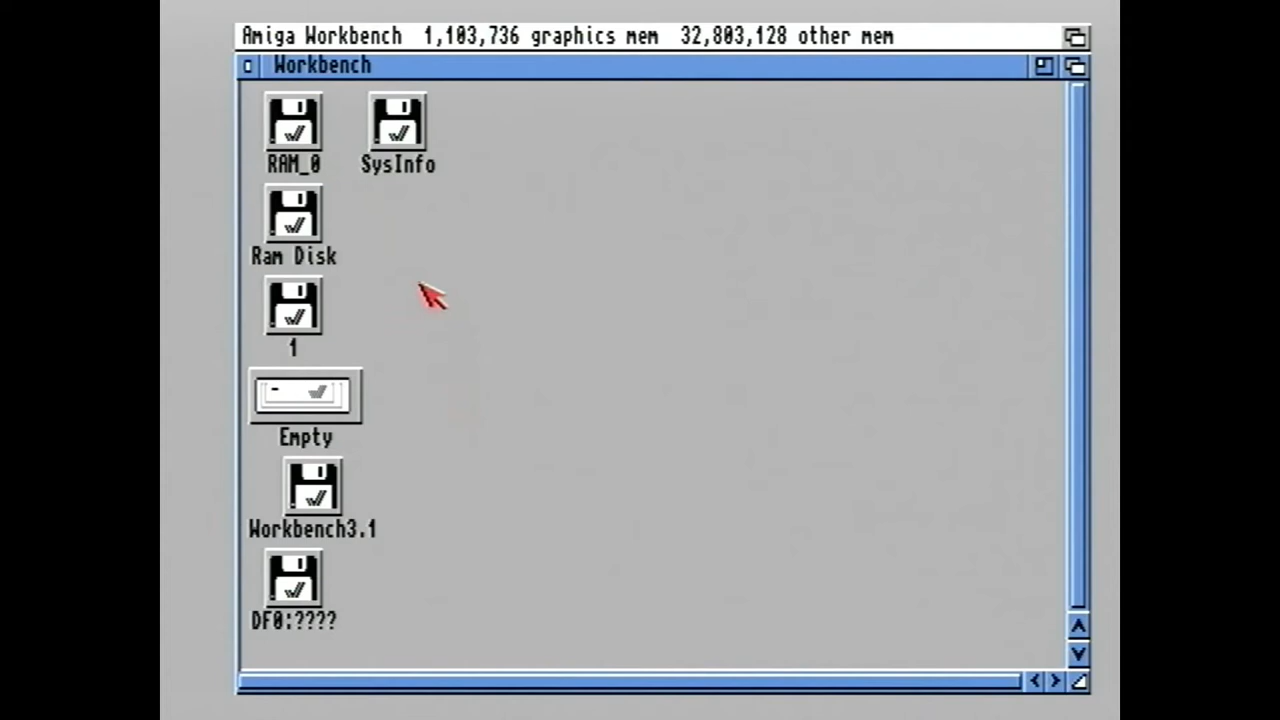 Amiga Workbench 1,103,736 graphics mem 32,803,128 other mem
Workbench
RAM_0 SysInfo
Ram Disk
1
Empty
Workbench3.1
DF0:????